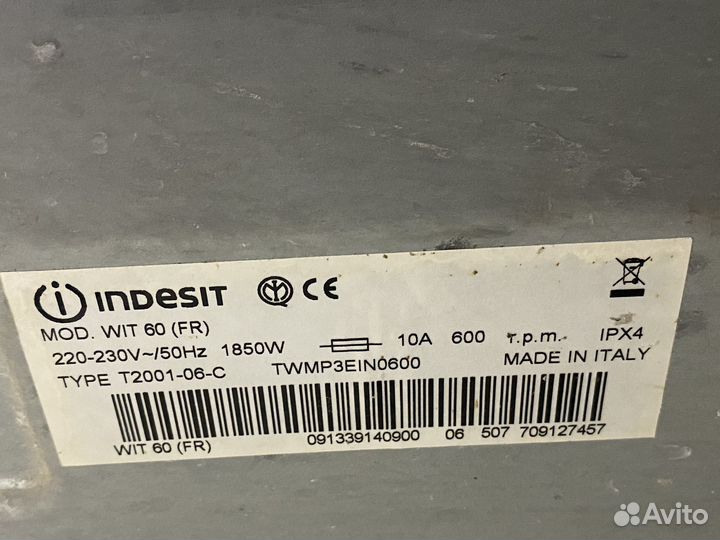 indesit CE
MOD. WIT 60 (FR)
220-230V~/50Hz 1850W 10A 600 r.p.m. IPX4
TYPE T2001-06-C TWMP3EIN0600 MADE IN ITALY
WIT 60 (FR) 091339140900 06 507 709127457
Avito